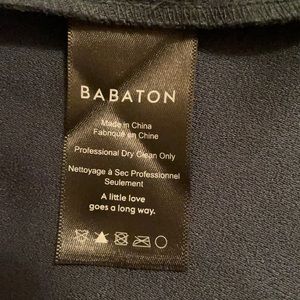 BABATON
Made in China
Fabriqué en Chine
Professional Dry Clean Only
Nettoyage à Sec Professionnel
Seulement
A little love
goes a long way.